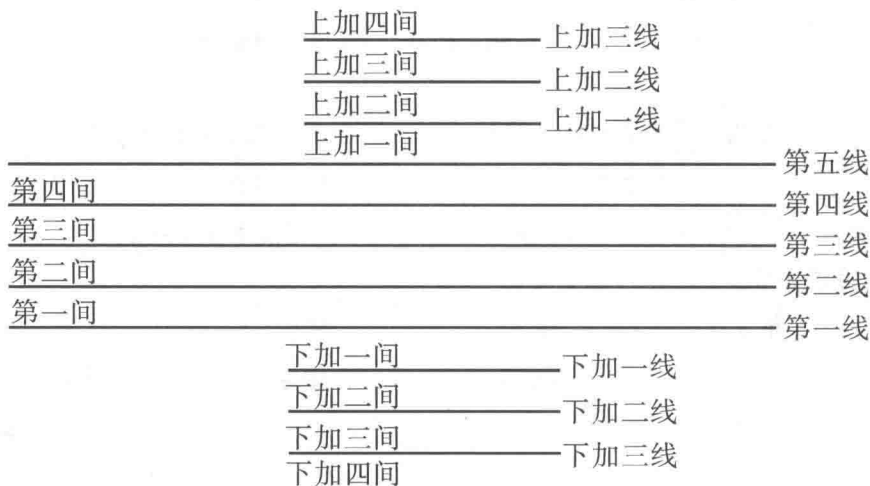 上加四间
上加三线
上加三间
上加二线
上加二间
上加一线
上加一间
第五线
第四间
第四线
第三间
第三线
第二间
第二线
第一间
第一线
下加一间
下加一线
下加二间
下加二线
下加三间
下加三线
下加四间